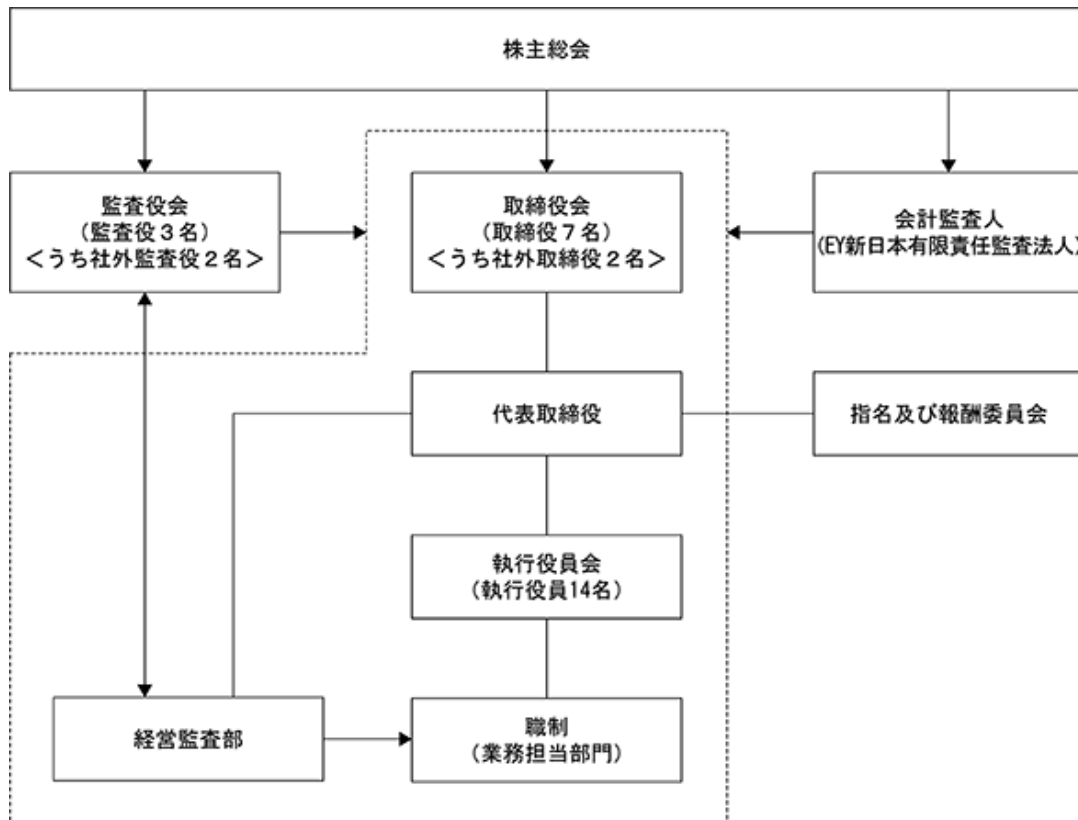 株主総会
監査役会
(監査役３名)
＜うち社外監査役２名＞
取締役会
(取締役７名)
＜うち社外取締役２名＞
会計監査人
(EY新日本有限責任監査法人)
代表取締役
指名及び報酬委員会
執行役員会
(執行役員14名)
経営監査部
職制
(業務担当部門)